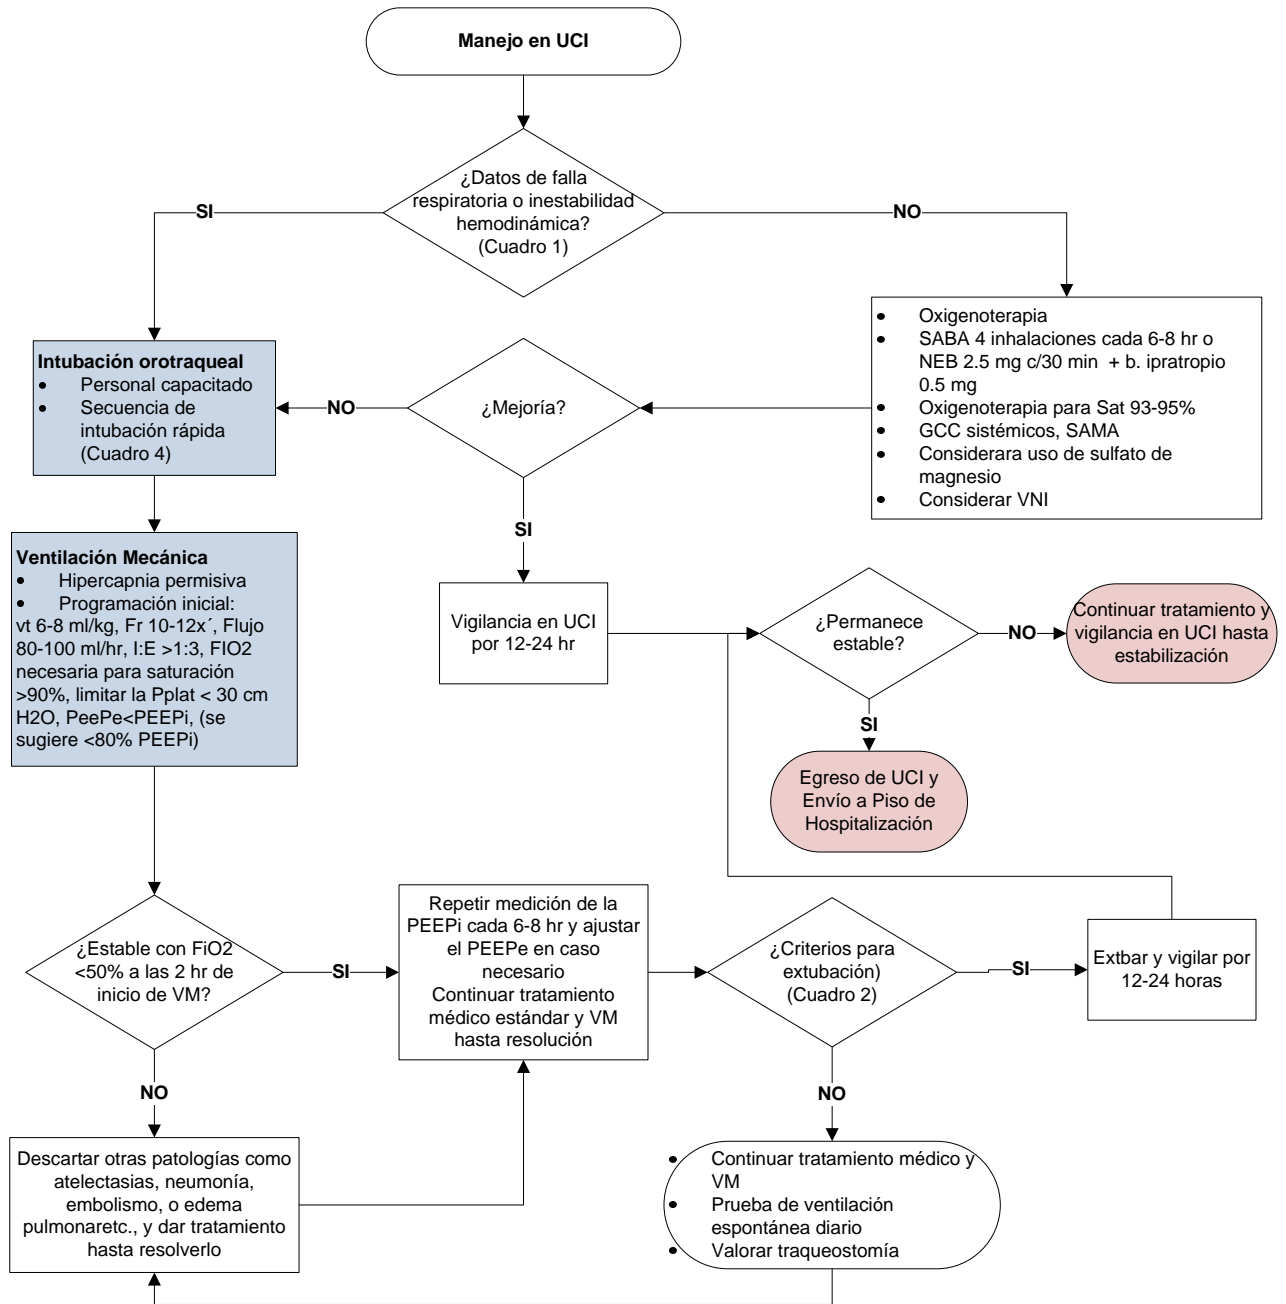 Manejo en UCI
¿Datos de falla
respiratoria o inestabilidad
hemodinámica?
(Cuadro 1)
SI
NO
• Oxigenoterapia
• SABA 4 inhalaciones cada 6-8 hr o
NEB 2.5 mg c/30 min + b. ipratropio
0.5 mg
• Oxigenoterapia para Sat 93-95%
• GCC sistémicos, SAMA
• Considerara uso de sulfato de
magnesio
• Considerar VNI
Intubación orotraqueal
• Personal capacitado
• Secuencia de
intubación rápida
(Cuadro 4)
NO
¿Mejoría?
SI
Ventilación Mecánica
• Hipercapnia permisiva
• Programación inicial:
vt 6-8 ml/kg, Fr 10-12x´, Flujo
80-100 ml/hr, I:E >1:3, FIO2
necesaria para saturación
>90%, limitar la Pplat < 30 cm
H2O, PeePe<PEEPi, (se
sugiere <80% PEEPi)
Vigilancia en UCI
por 12-24 hr
¿Permanece
estable?
NO
Continuar tratamiento y
vigilancia en UCI hasta
estabilización
SI
Egreso de UCI y
Envío a Piso de
Hospitalización
¿Estable con FiO2
<50% a las 2 hr de
inicio de VM?
SI
Repetir medición de la
PEEPi cada 6-8 hr y ajustar
el PEEPe en caso
necesario
Continuar tratamiento
médico estándar y VM
hasta resolución
¿Criterios para
extubación)
(Cuadro 2)
SI
Extbar y vigilar por
12-24 horas
NO
NO
Descartar otras patologías como
atelectasias, neumonía,
embolismo, o edema
pulmonaretc., y dar tratamiento
hasta resolverlo
• Continuar tratamiento médico y
VM
• Prueba de ventilación
espontánea diario
• Valorar traqueostomía